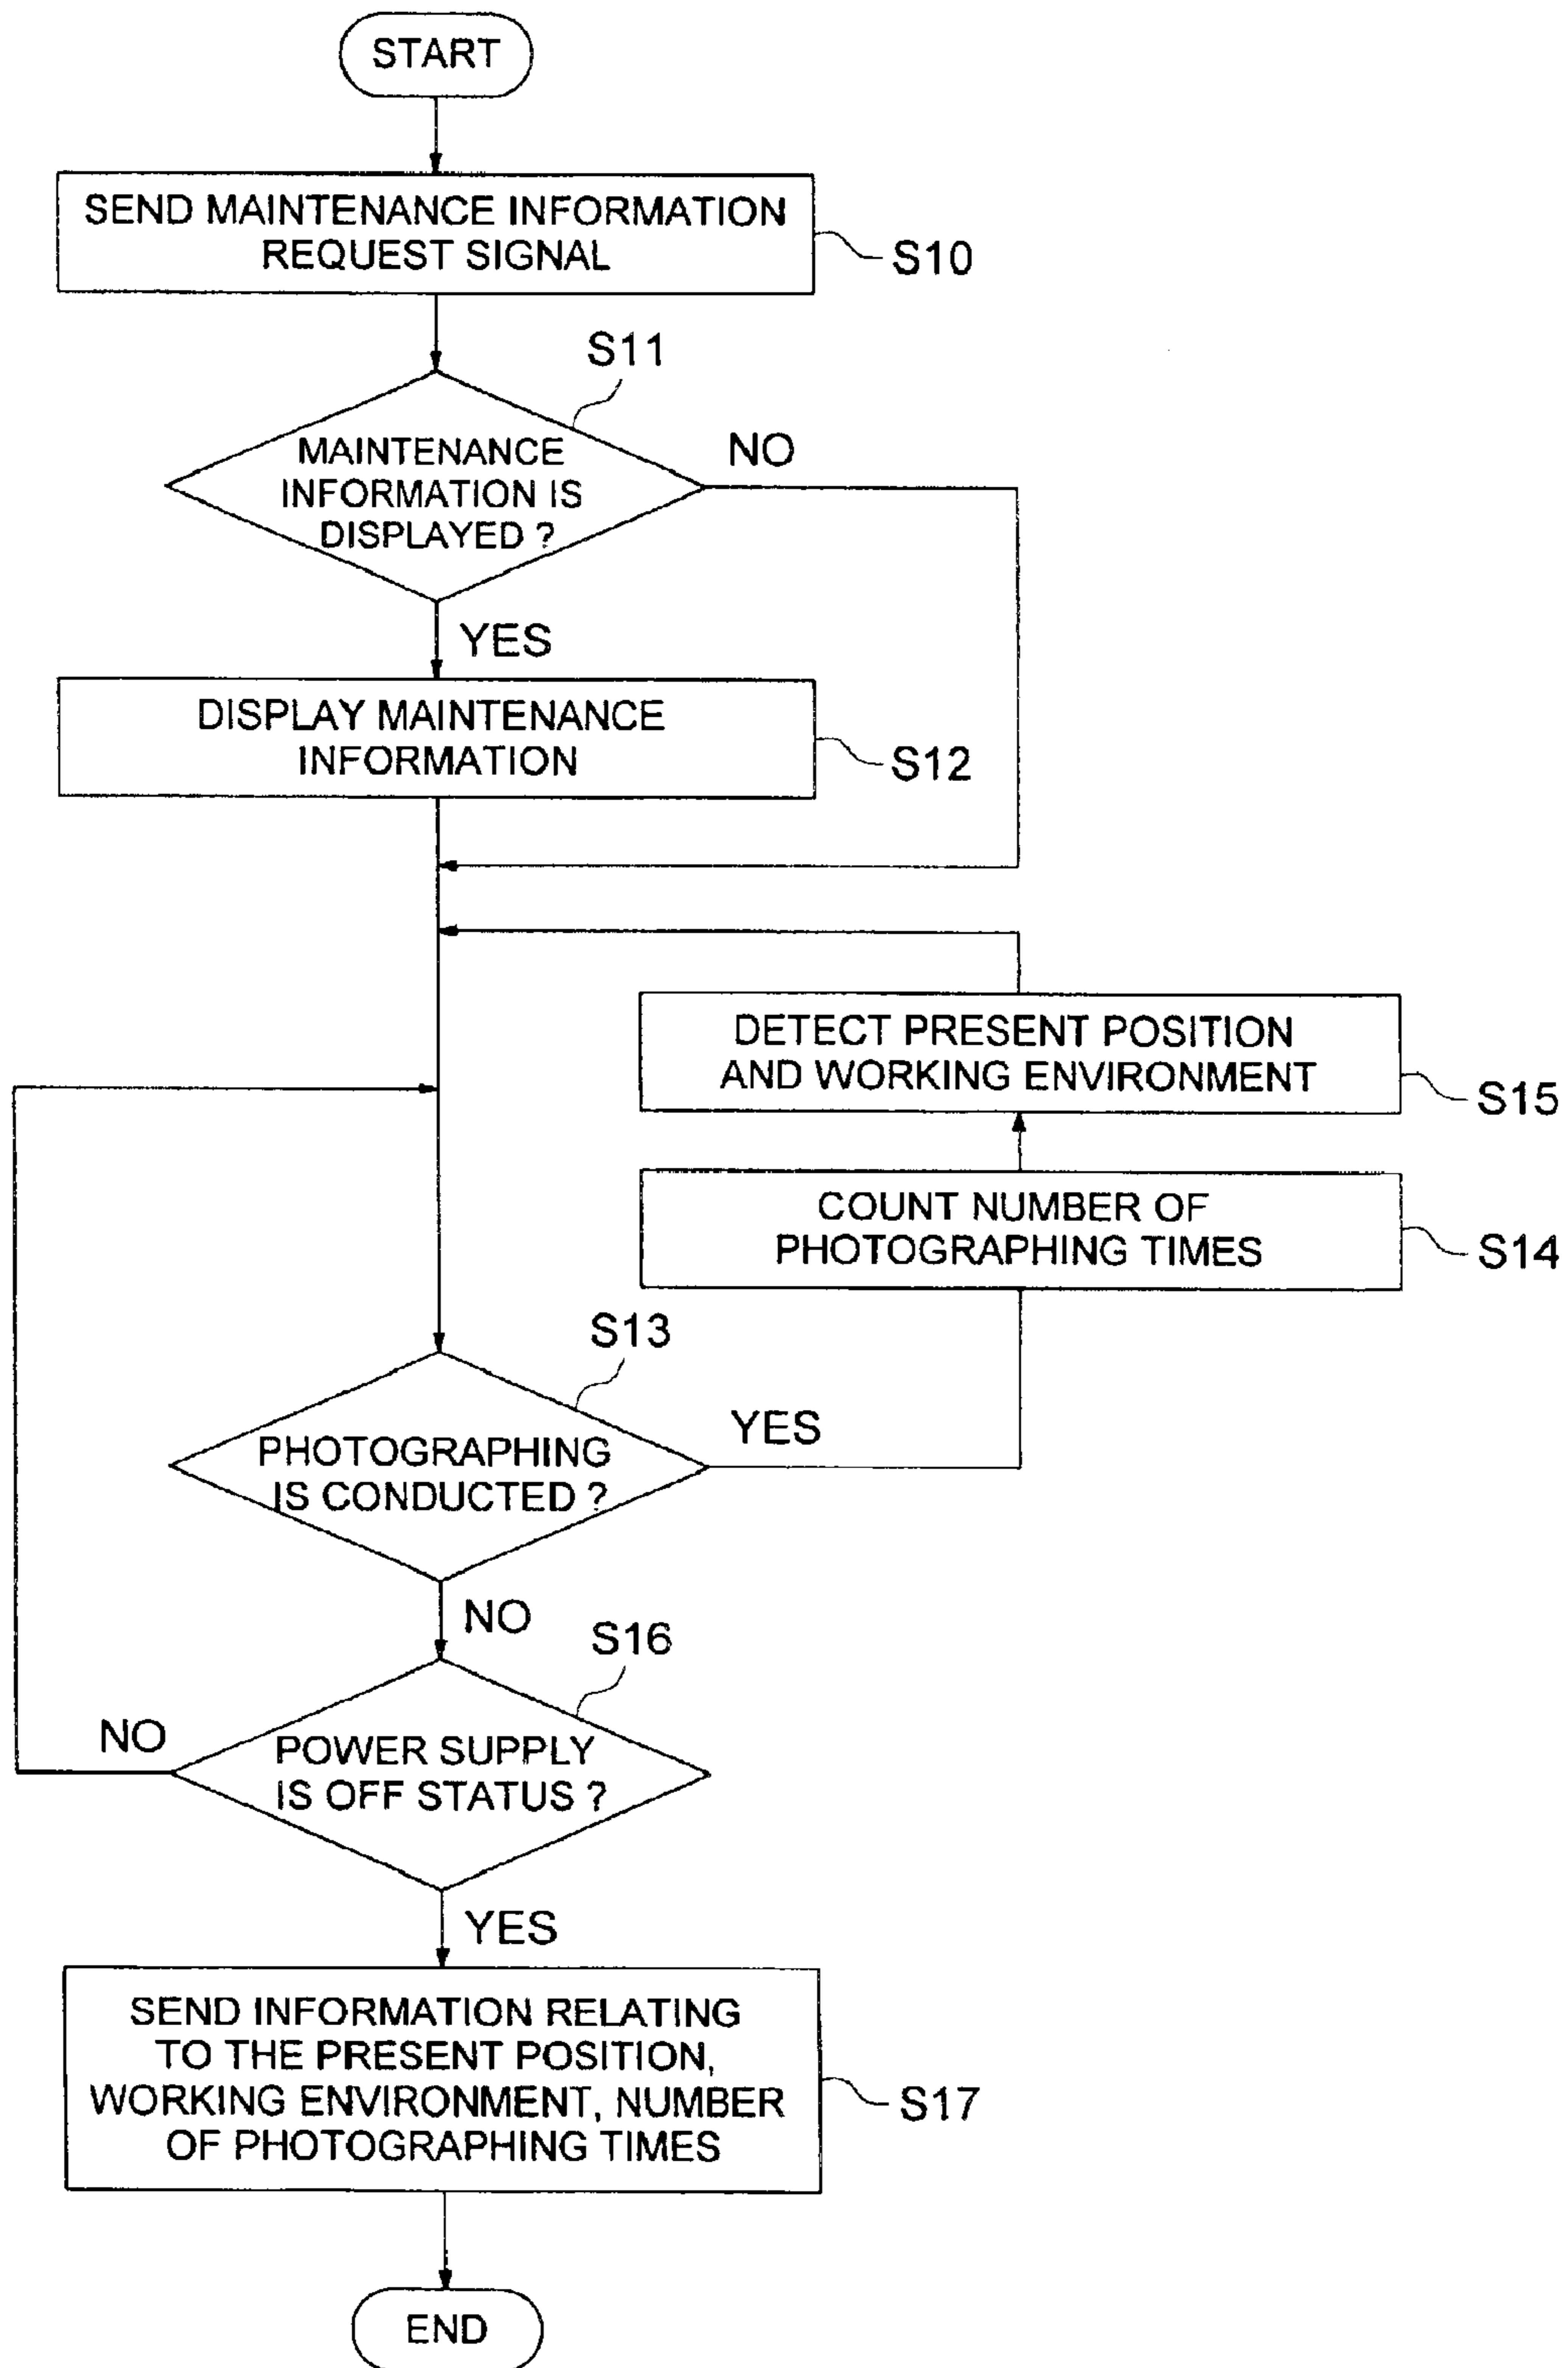 START
SEND MAINTENANCE INFORMATION
REQUEST SIGNAL
S10
S11
MAINTENANCE
INFORMATION IS
DISPLAYED ?
NO
YES
DISPLAY MAINTENANCE
INFORMATION
S12
DETECT PRESENT POSITION
AND WORKING ENVIRONMENT
S15
COUNT NUMBER OF
PHOTOGRAPHING TIMES
S14
S13
PHOTOGRAPHING
IS CONDUCTED ?
YES
NO
S16
POWER SUPPLY
IS OFF STATUS ?
NO
YES
SEND INFORMATION RELATING
TO THE PRESENT POSITION,
WORKING ENVIRONMENT, NUMBER
OF PHOTOGRAPHING TIMES
S17
END